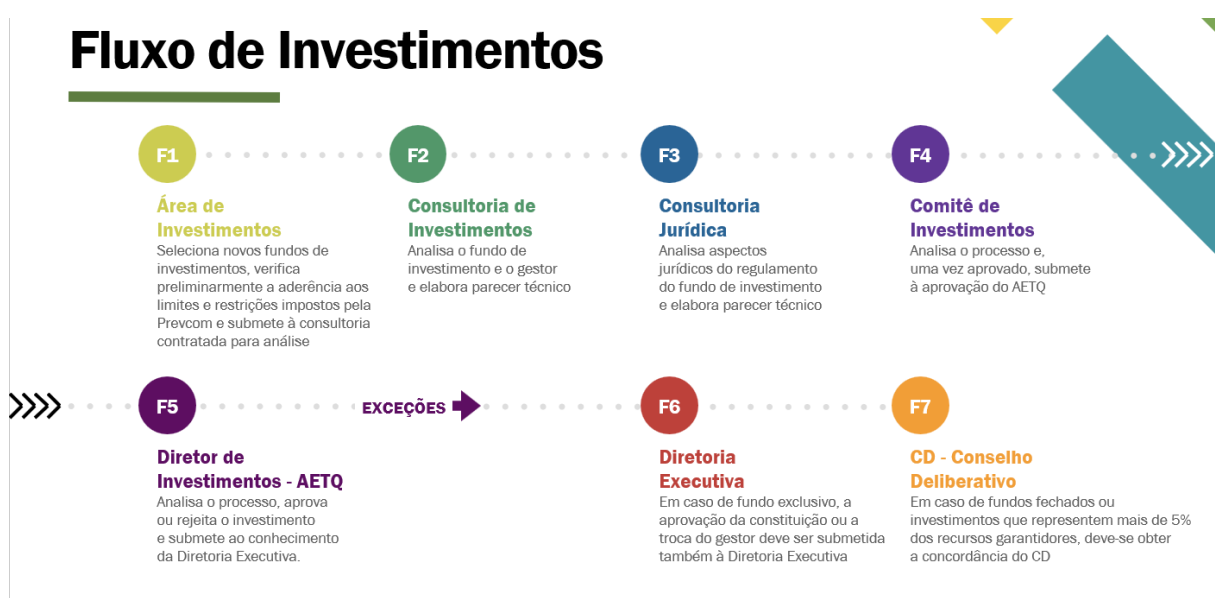 Fluxo de Investimentos
F1
Área de
Investimentos
Seleciona novos fundos de
investimentos, verifica
preliminarmente a aderência aos
limites e restrições impostos pela
Prevcom e submete à consultoria
contratada para análise
F2
Consultoria de
Investimentos
Analisa o fundo de
investimento e o gestor
e elabora parecer técnico
F3
Consultoria
Jurídica
Analisa aspectos
jurídicos do regulamento
do fundo de investimento
e elabora parecer técnico
F4
Comitê de
Investimentos
Analisa o processo e,
uma vez aprovado, submete
à aprovação do AETQ
F5
Diretor de
Investimentos - AETQ
Analisa o processo, aprova
ou rejeita o investimento
e submete ao conhecimento
da Diretoria Executiva.
EXCEÇÕES
F6
Diretoria
Executiva
Em caso de fundo exclusivo, a
aprovação da constituição ou a
troca do gestor deve ser submetida
também à Diretoria Executiva
F7
CD - Conselho
Deliberativo
Em caso de fundos fechados ou
investimentos que representem mais de 5%
dos recursos garantidores, deve-se obter
a concordância do CD